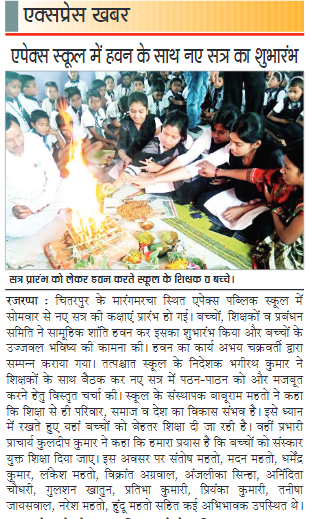 एक्सप्रेस खबर
एपेक्स स्कूल में हवन के साथ नए सत्र का शुभारंभ
सत्र प्रारंभ को लेकर हवन करते स्कूल के शिक्षक व बच्चे।
रजरप्पा : चितरपुर के मारंगमरचा स्थित एपेक्स पब्लिक स्कूल में
सोमवार से नए सत्र की कक्षाएं प्रारंभ हो गई। बच्चों, शिक्षकों व प्रबंधन
समिति ने सामूहिक शांति हवन कर इसका शुभारंभ किया और बच्चों के
उज्जवल भविष्य की कामना की। हवन का कार्य अभय चक्रवर्ती द्वारा
सम्पन्न कराया गया। तत्पश्चात स्कूल के निदेशक भगीरथ कुमार ने
शिक्षकों के साथ बैठक कर नए सत्र में पठन-पाठन को और मजबूत
करने हेतु विस्तृत चर्चा की। स्कूल के संस्थापक बाबूराम महतो ने कहा
कि शिक्षा से ही परिवार, समाज व देश का विकास संभव है। इसे ध्यान
में रखते हुए यहां बच्चों को बेहतर शिक्षा दी जा रही है। वहीं प्रभारी
प्राचार्य कुलदीप कुमार ने कहा कि हमारा प्रयास है कि बच्चों को संस्कार
युक्त शिक्षा दिया जाए। इस अवसर पर संतोष महतो, मदन महतो, धर्मेंद्र
कुमार, लंकेश महतो, विक्रांत अग्रवाल, अंजलीका सिन्हा, अनिंदिता
चौधरी, गुलशन खातुन, प्रतिभा कुमारी, प्रियंका कुमारी, तनीषा
जायसवाल, नरेश महतो, हुंदू महतो सहित कई अभिभावक उपस्थित थे।